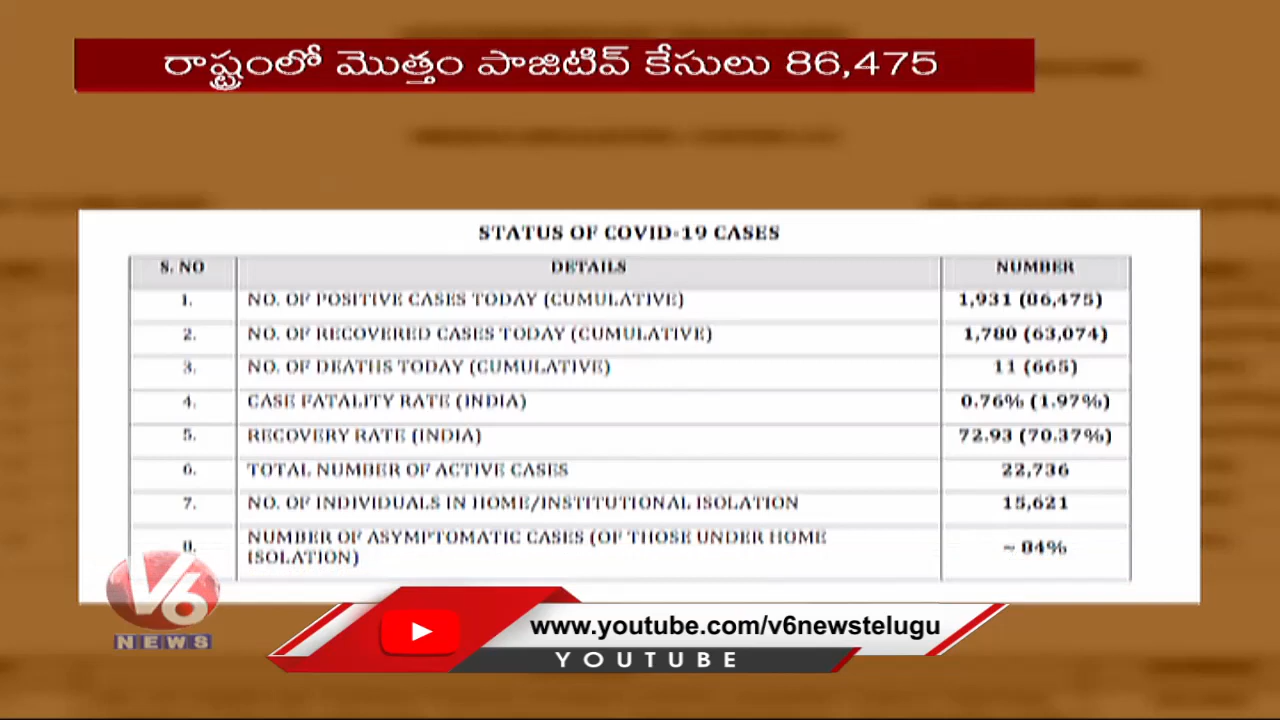 రాష్ట్రంలో మొత్తం పాజిటివ్ కేసులు 86,475
STATUS OF COVID-19 CASES
S. NO DETAILS NUMBER
1. NO. OF POSITIVE CASES TODAY (CUMULATIVE) 1,931 (86,475)
2. NO. OF RECOVERED CASES TODAY (CUMULATIVE) 1,780 (63,074)
3. NO. OF DEATHS TODAY (CUMULATIVE) 11 (665)
4. CASE FATALITY RATE (INDIA) 0.76% (1.97%)
5. RECOVERY RATE (INDIA) 72.93 (70.37%)
6. TOTAL NUMBER OF ACTIVE CASES 22,736
7. NO. OF INDIVIDUALS IN HOME/INSTITUTIONAL ISOLATION 15,621
8. NUMBER OF ASYMPTOMATIC CASES (OF THOSE UNDER HOME
ISOLATION) ~ 84%
V6
NEWS
www.youtube.com/v6newstelugu
YOUTUBE